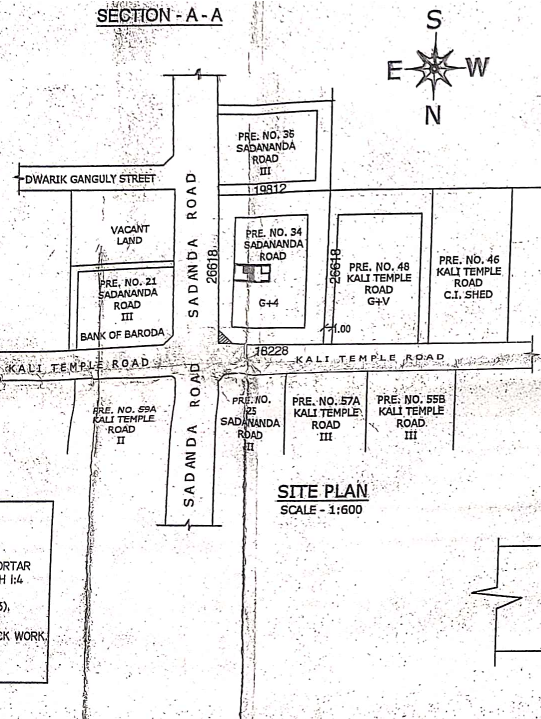 SECTION - A - A
S
E W
N
PRE. NO. 36
SADANANDA
ROAD
III
DWARIK GANGULY STREET
19812
SADANDA ROAD
VACANT
LAND
26618
PRE. NO. 34
SADANANDA
ROAD
G+4
26618
PRE. NO. 48
KALI TEMPLE
ROAD
G+V
PRE. NO. 46
KALI TEMPLE
ROAD
C.I. SHED
PRE. NO. 21
SADANANDA
ROAD
III
BANK OF BARODA
1.00
KALI TEMPLE ROAD
18228
KALI TEMPLE ROAD
SADANDA ROAD
PRE. NO. 59A
KALI TEMPLE
ROAD
II
PRE. NO.
25
SADANANDA
ROAD
II
PRE. NO. 57A
KALI TEMPLE
ROAD
III
PRE. NO. 55B
KALI TEMPLE
ROAD.
III
SITE PLAN
SCALE - 1:600
ORTAR
H 1:4
),
CK WORK.